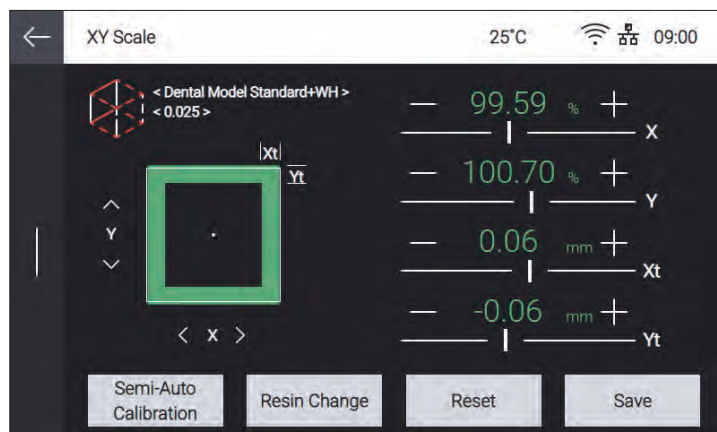 XY Scale
25°C
09:00
< Dental Model Standard+WH >
< 0.025 >
Xt
Yt
Y
X
99.59 %
X
100.70 %
Y
0.06 mm
Xt
-0.06 mm
Yt
Semi-Auto
Calibration
Resin Change
Reset
Save